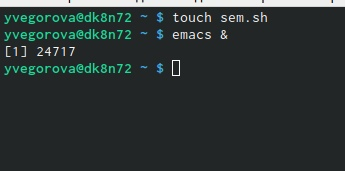 yvegorova@dk8n72 ~ $ touch sem.sh
yvegorova@dk8n72 ~ $ emacs &
[1] 24717
yvegorova@dk8n72 ~ $